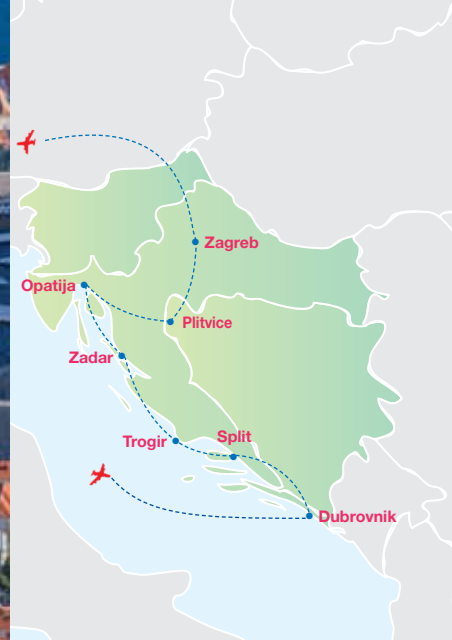 Zagreb
Opatija
Plitvice
Zadar
Split
Trogir
Dubrovnik